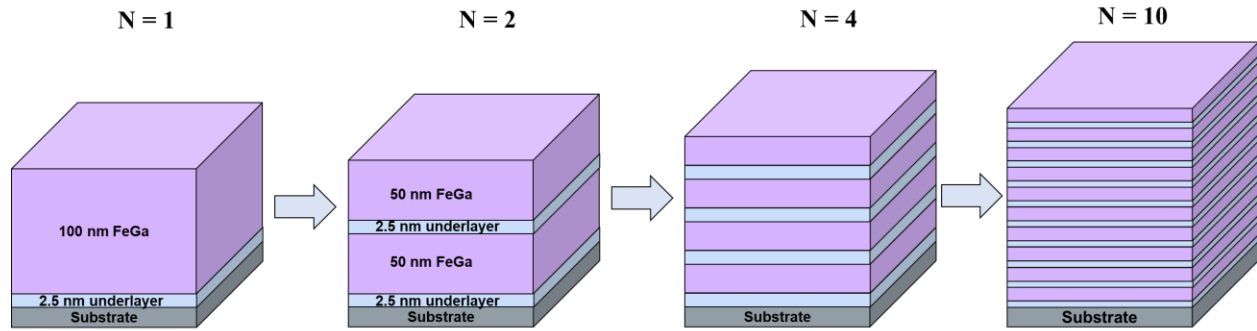 N = 1
N = 2
N = 4
N = 10
100 nm FeGa
2.5 nm underlayer
Substrate
50 nm FeGa
2.5 nm underlayer
50 nm FeGa
2.5 nm underlayer
Substrate
Substrate
Substrate